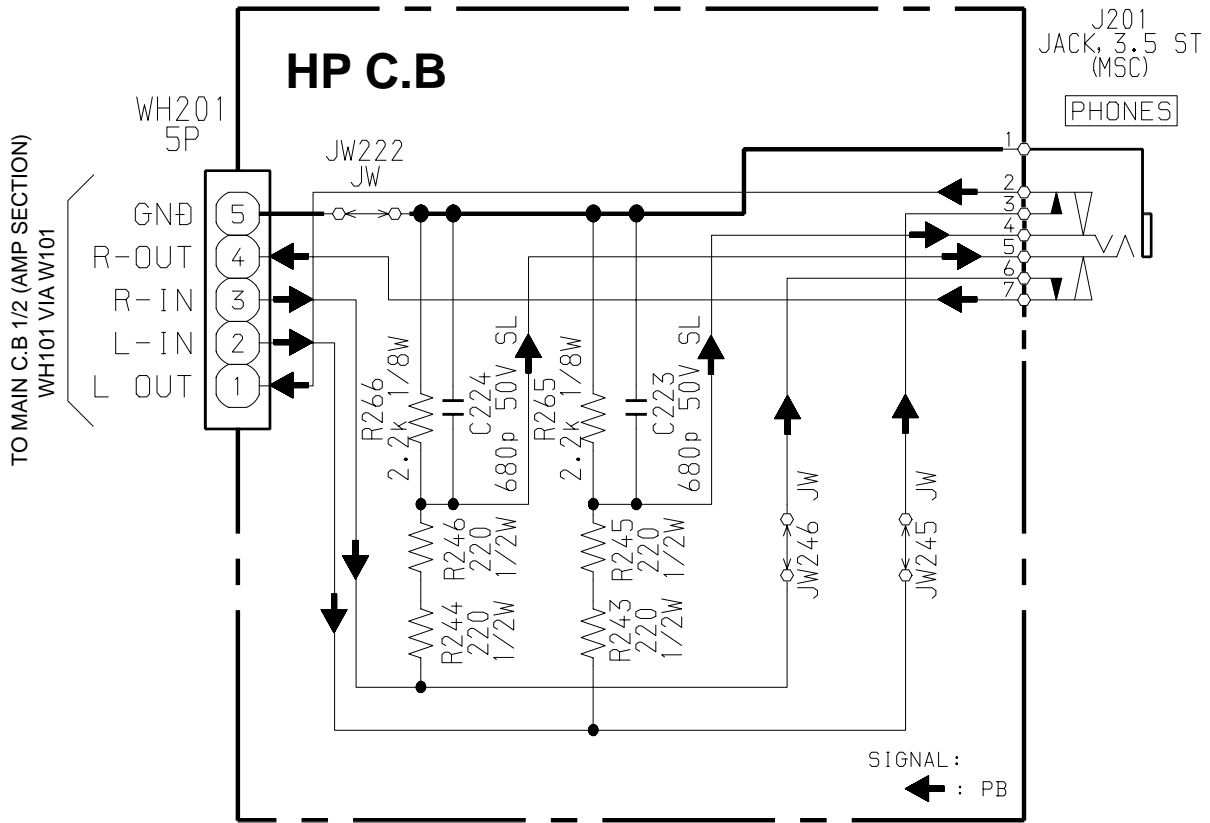 HP C.B
J201
JACK, 3.5 ST
(MSC)
PHONES
WH201
5P
JW222
JW
TO MAIN C.B 1/2 (AMP SECTION)
WH101 VIA W101
GND 5
R-OUT 4
R-IN 3
L-IN 2
L OUT 1
1
2
3
4
5
6
7
R266
2.2k 1/8W
C224
680p 50V SL
R265
2.2k 1/8W
C223
680p 50V SL
R246
220
1/2W
R245
220
1/2W
R244
220
1/2W
R243
220
1/2W
JW246 JW
JW245 JW
SIGNAL:
: PB